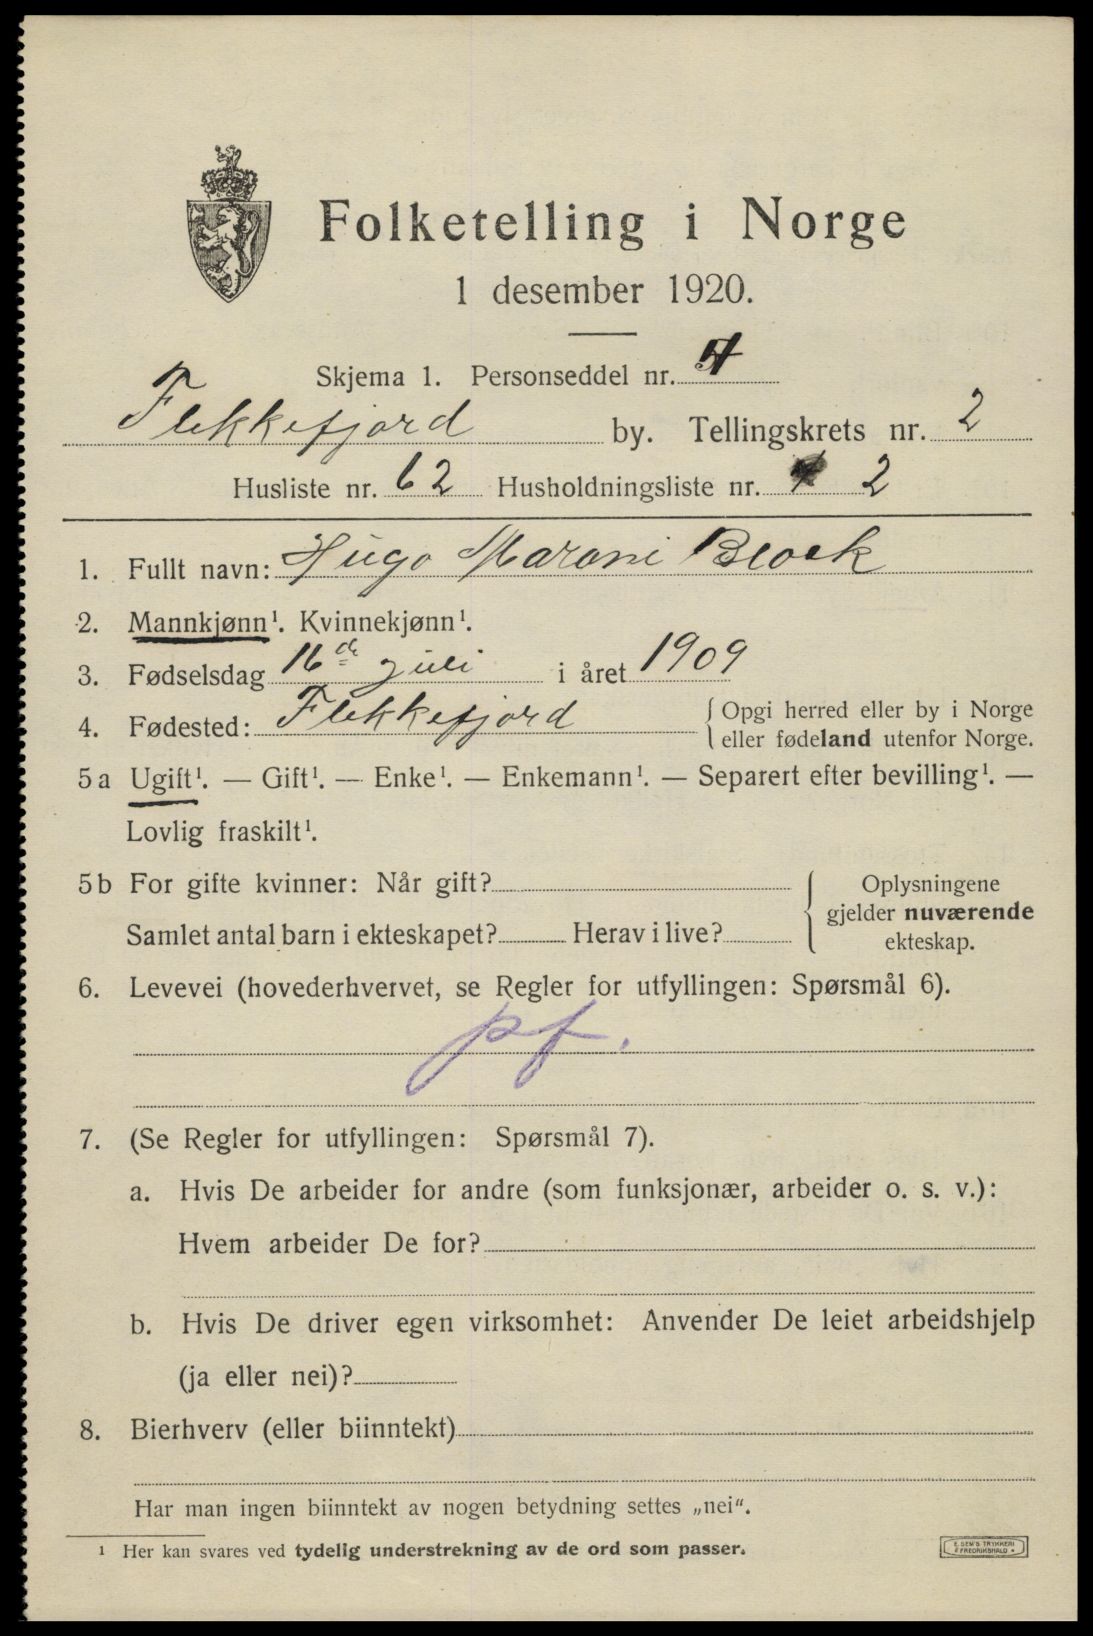 Folketelling i Norge
1 desember 1920.
Skjema 1. Personseddel nr. 4
Flekkefjord by. Tellingskrets nr. 2
Husliste nr. 62 Husholdningsliste nr. 2
1. Fullt navn: Hugo Maroni Block
2. Mannkjønn¹. Kvinnekjønn¹.
3. Fødselsdag 16de juli i året 1909
4. Fødested: Flekkefjord { Opgi herred eller by i Norge
eller fødeland utenfor Norge.
5a Ugift¹. — Gift¹. — Enke¹. — Enkemann¹. — Separert efter bevilling¹. —
Lovlig fraskilt¹.
5b For gifte kvinner: Når gift? { Oplysningene
gjelder nuværende
Samlet antal barn i ekteskapet? Herav i live? ekteskap.
6. Levevei (hovederhvervet, se Regler for utfyllingen: Spørsmål 6).
pf.
7. (Se Regler for utfyllingen: Spørsmål 7).
a. Hvis De arbeider for andre (som funksjonær, arbeider o. s. v.):
Hvem arbeider De for?
b. Hvis De driver egen virksomhet: Anvender De leiet arbeidshjelp
(ja eller nei)?
8. Bierhverv (eller biinntekt)
Har man ingen biinntekt av nogen betydning settes „nei“.
¹ Her kan svares ved tydelig understrekning av de ord som passer.
E. SEM'S TRYKKERI
FREDRIKSHALD